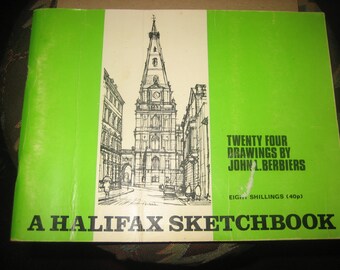 TWENTY FOUR
DRAWINGS BY
JOHN L. BERBIERS
EIGHT SHILLINGS (40p)
A HALIFAX SKETCHBOOK